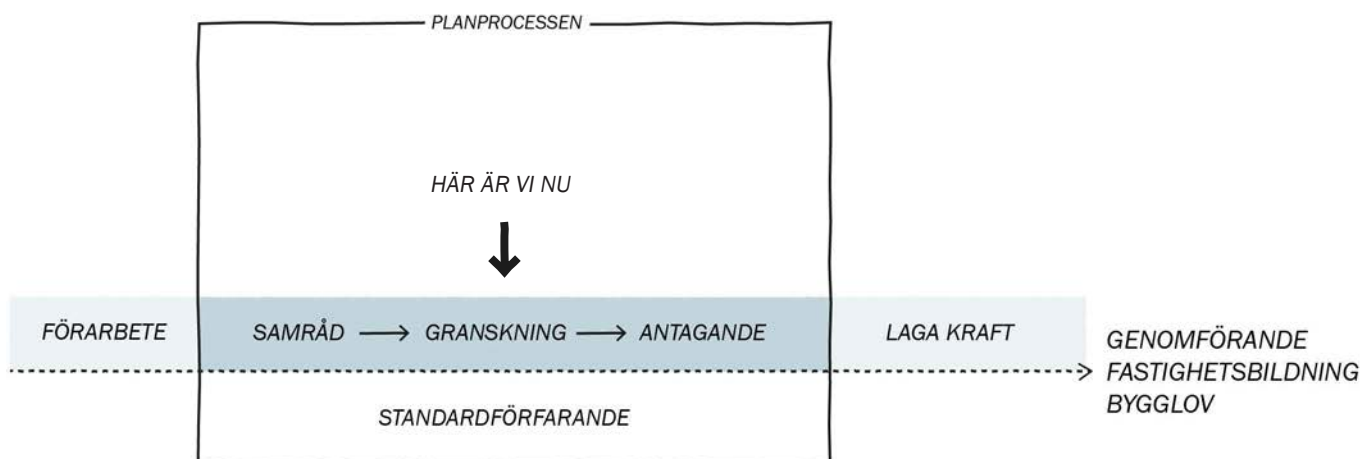 PLANPROCESSEN
HÄR ÄR VI NU
FÖRARBETE
SAMRÅD
GRANSKNING
ANTAGANDE
LAGA KRAFT
GENOMFÖRANDE
FASTIGHETSBILDNING
BYGGLOV
STANDARDFÖRFARANDE